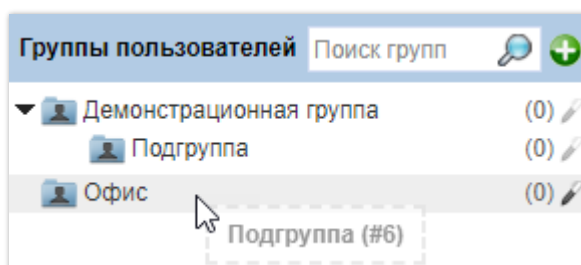 Группы пользователей Поиск групп
Демонстрационная группа (0)
Подгруппа (0)
Офис (0)
Подгруппа (#6)